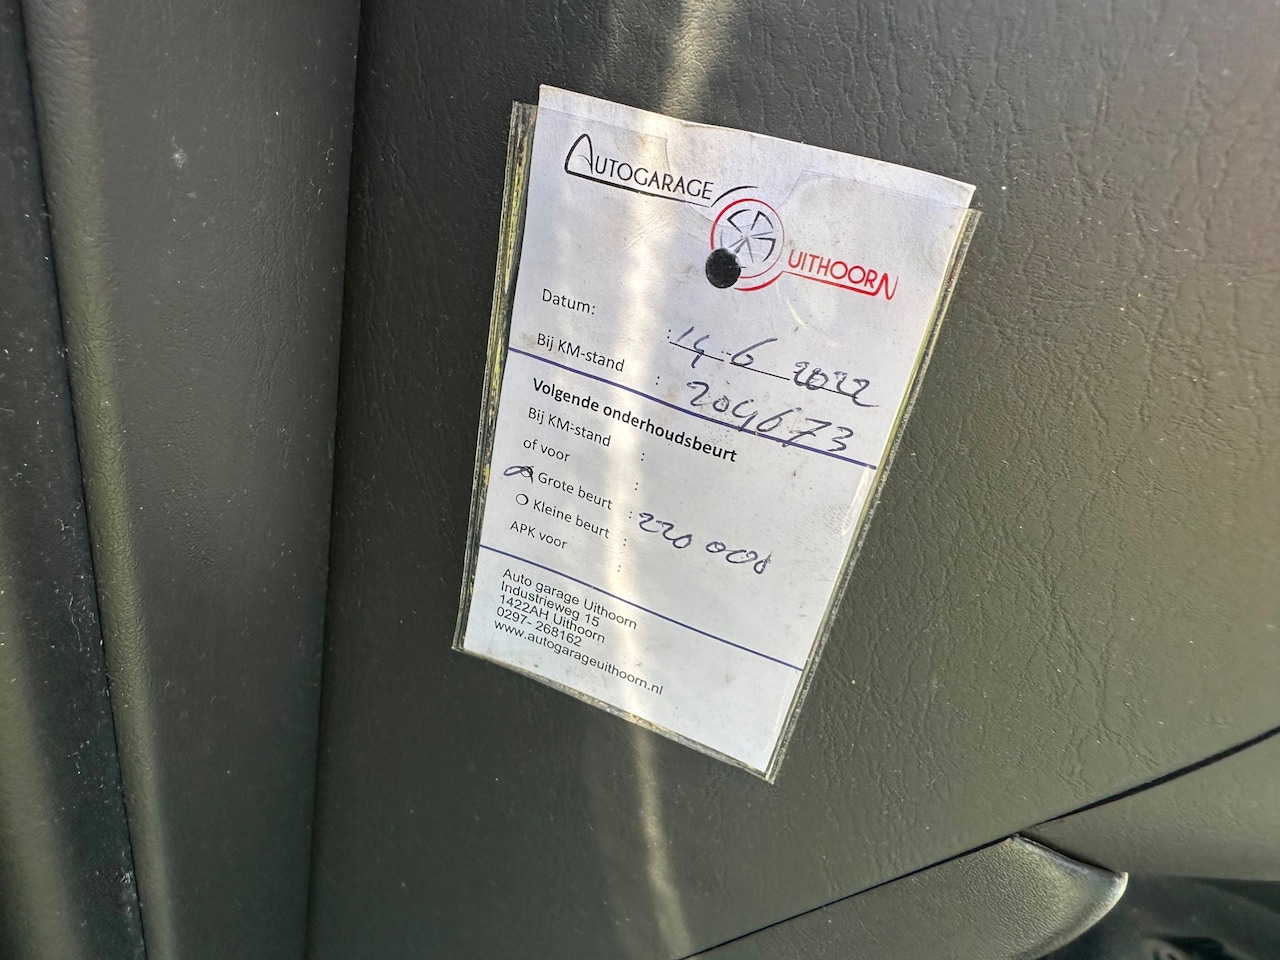 AUTOGARAGE
UITHOORN
Datum: : 14-6 2022
Bij KM-stand : 204673
Volgende onderhoudsbeurt
Bij KM-stand :
of voor :
Grote beurt : 220 000
Kleine beurt :
APK voor :
Auto garage Uithoorn
Industrieweg 15
1422AH Uithoorn
0297- 268162
www.autogarageuithoorn.nl